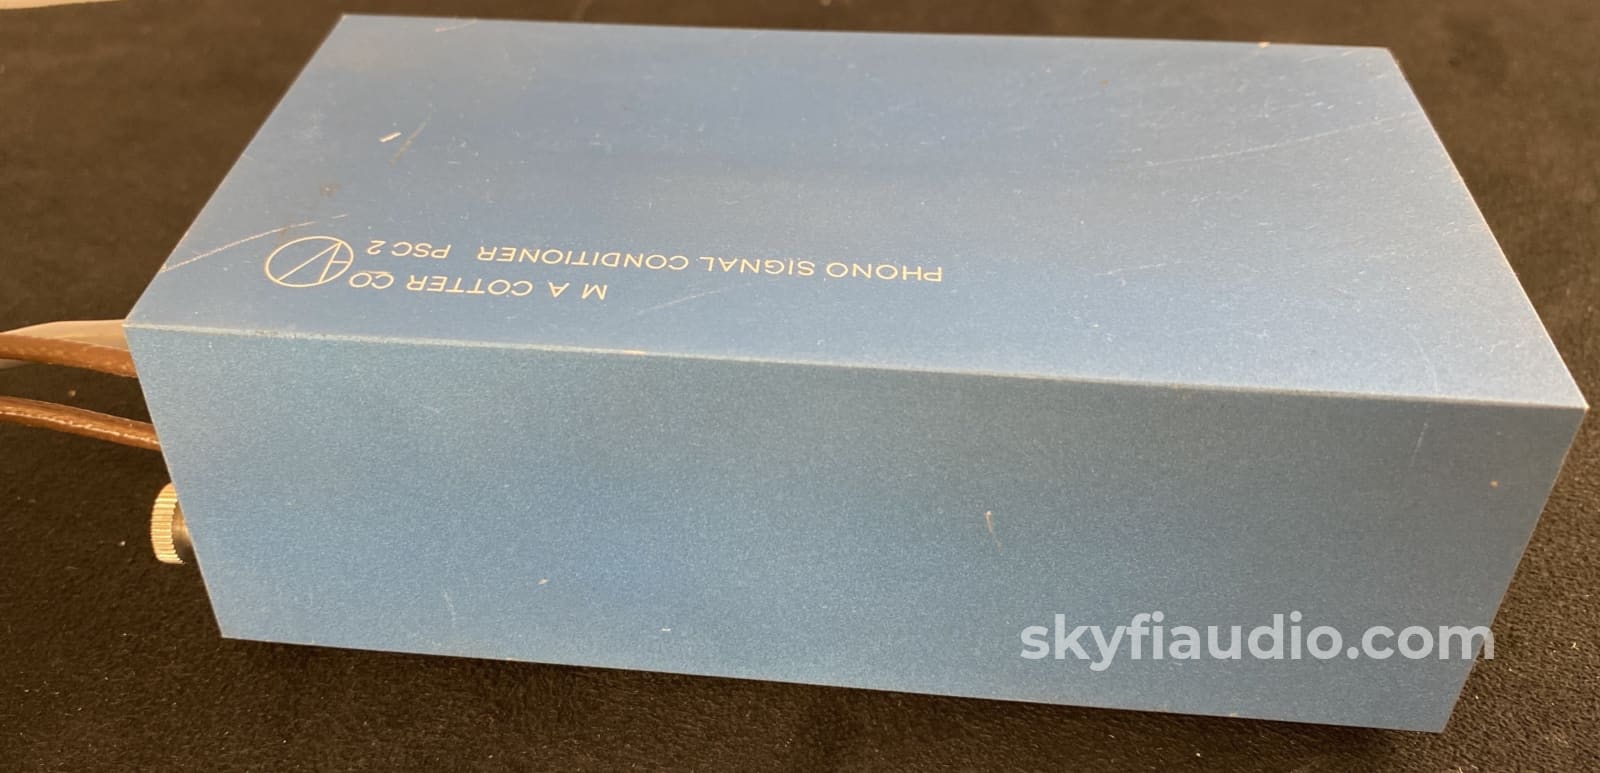 M A COTTER CO
PHONO SIGNAL CONDITIONER PSC 2
skyfiaudio.com